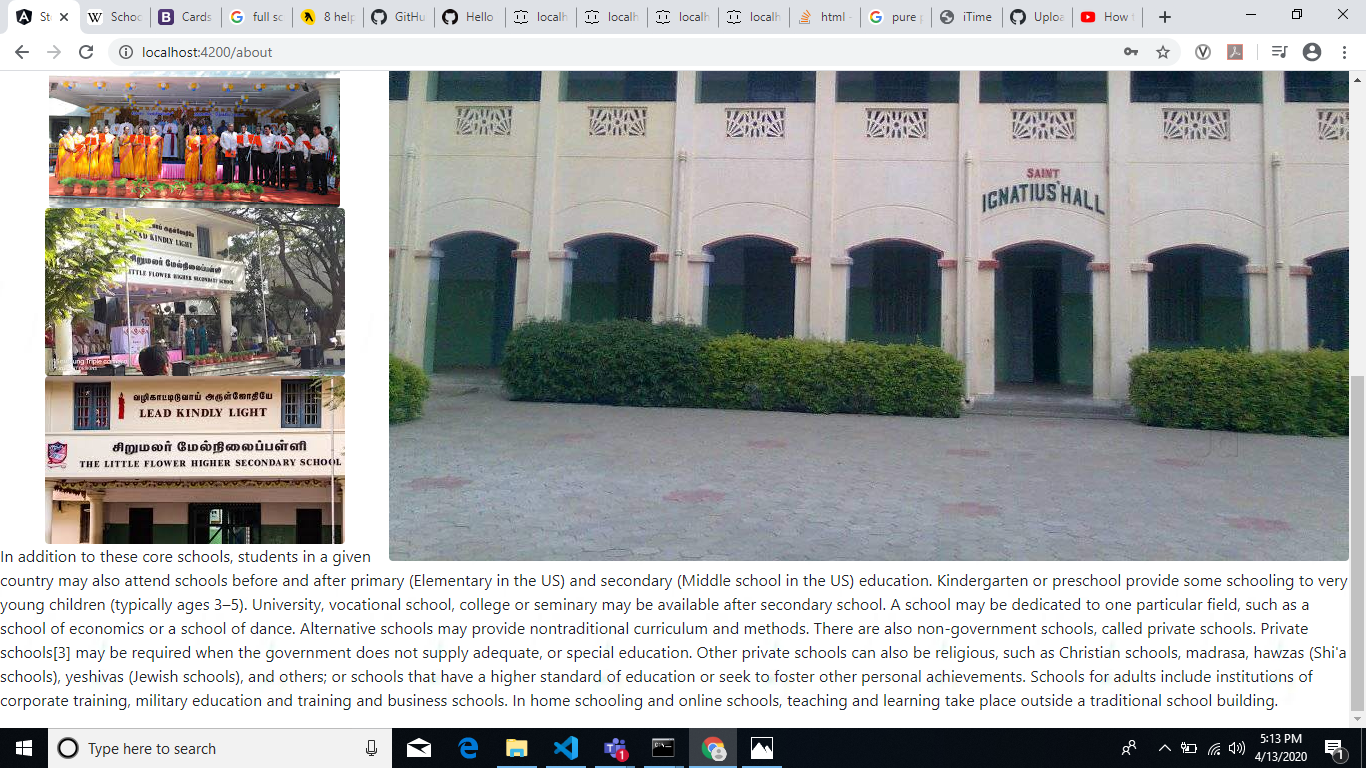 St
Schoo
Cards
full sc
8 help
GitHu
Hello
localh
localh
localh
localh
html -
pure p
iTime
Uploa
How t
localhost:4200/about
LEAD KINDLY LIGHT
சிறுமலர் மேல்நிலைப்பள்ளி
LITTLE FLOWER HIGHER SECONDARY SCHOOL
வழிகாட்டிடுவாய் அருள்ஜோதியே
LEAD KINDLY LIGHT
சிறுமலர் மேல்நிலைப்பள்ளி
THE LITTLE FLOWER HIGHER SECONDARY SCHOOL
SAINT
IGNATIUS' HALL
In addition to these core schools, students in a given
country may also attend schools before and after primary (Elementary in the US) and secondary (Middle school in the US) education. Kindergarten or preschool provide some schooling to very
young children (typically ages 3–5). University, vocational school, college or seminary may be available after secondary school. A school may be dedicated to one particular field, such as a
school of economics or a school of dance. Alternative schools may provide nontraditional curriculum and methods. There are also non-government schools, called private schools. Private
schools[3] may be required when the government does not supply adequate, or special education. Other private schools can also be religious, such as Christian schools, madrasa, hawzas (Shi'a
schools), yeshivas (Jewish schools), and others; or schools that have a higher standard of education or seek to foster other personal achievements. Schools for adults include institutions of
corporate training, military education and training and business schools. In home schooling and online schools, teaching and learning take place outside a traditional school building.
Type here to search
5:13 PM
4/13/2020